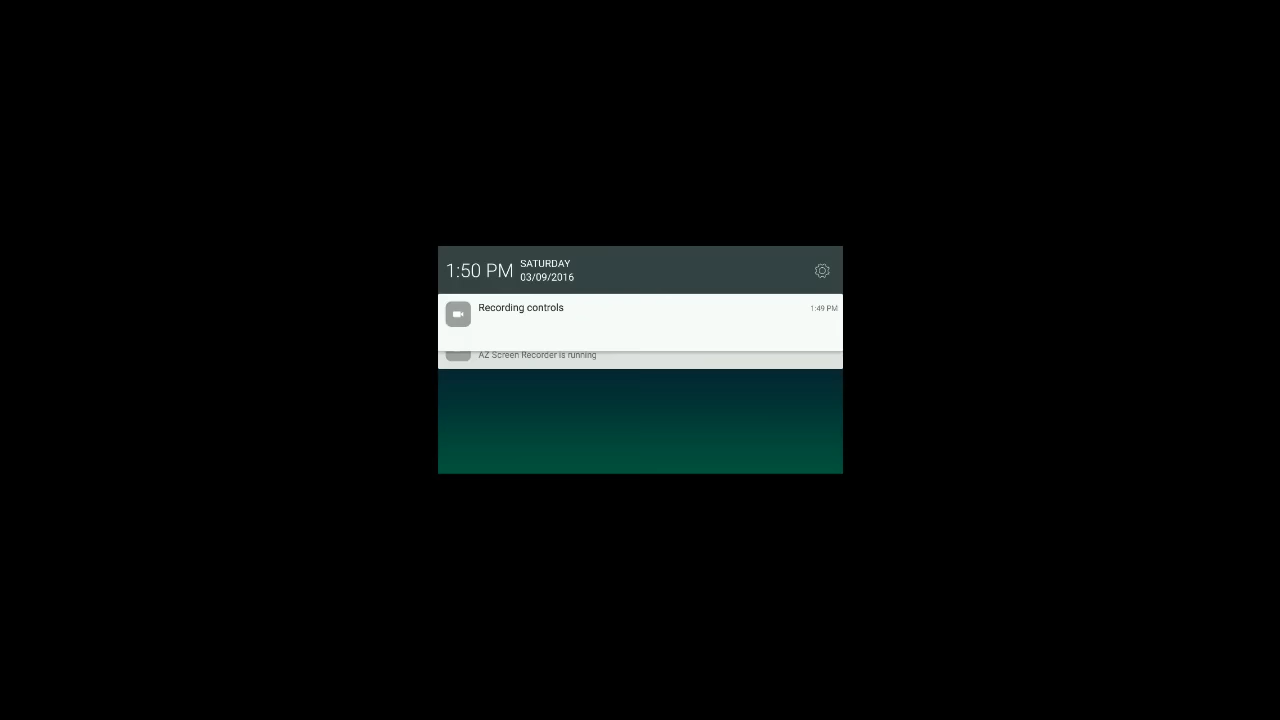 1:50 PM
SATURDAY
03/09/2016
Recording controls
1:49 PM
AZ Screen Recorder is running